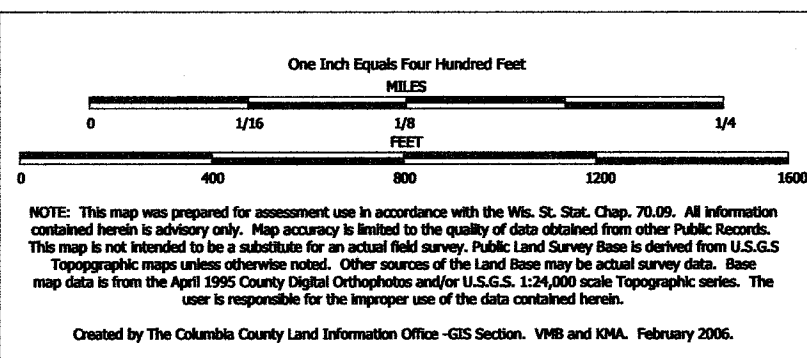 One Inch Equals Four Hundred Feet
MILES
0 1/16 1/8 1/4
FEET
0 400 800 1200 1600
NOTE: This map was prepared for assessment use in accordance with the Wis. St. Stat. Chap. 70.09. All information
contained herein is advisory only. Map accuracy is limited to the quality of data obtained from other Public Records.
This map is not intended to be a substitute for an actual field survey. Public Land Survey Base is derived from U.S.G.S
Topopgraphic maps unless otherwise noted. Other sources of the Land Base may be actual survey data. Base
map data is from the April 1995 County Digital Orthophotos and/or U.S.G.S. 1:24,000 scale Topographic series. The
user is responsible for the improper use of the data contained herein.
Created by The Columbia County Land Information Office -GIS Section. VMB and KMA. February 2006.